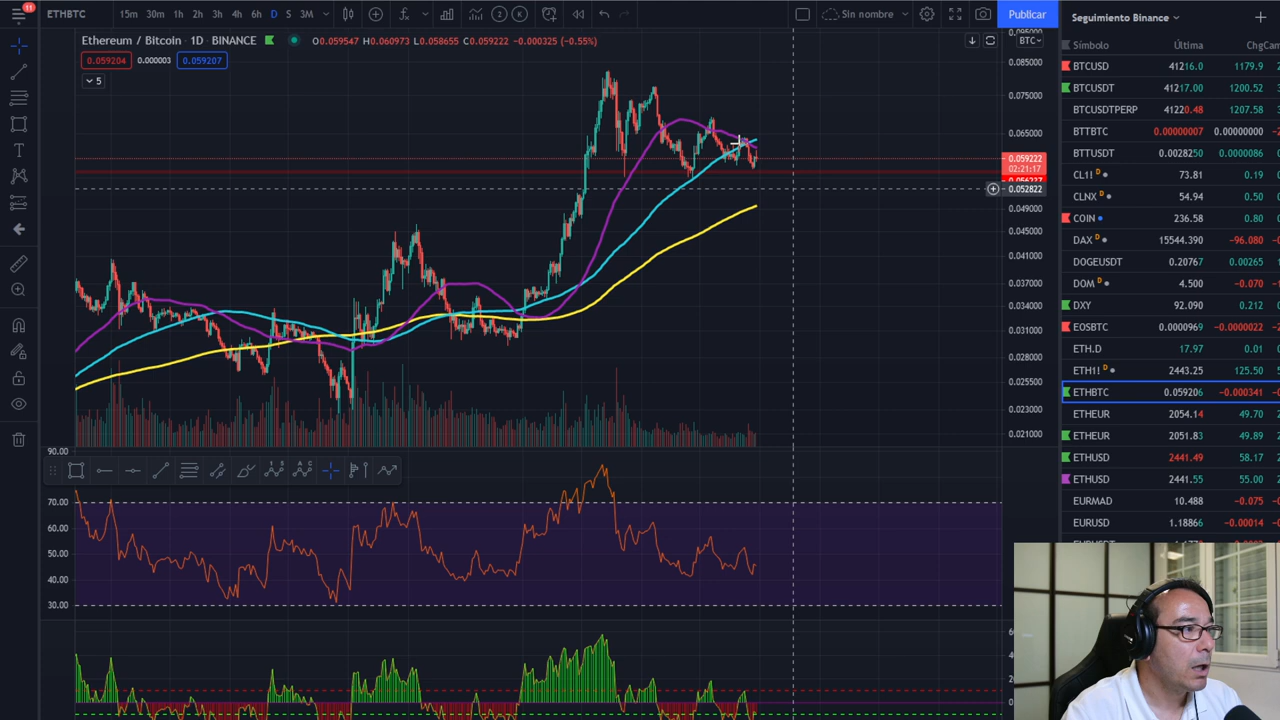 11
ETHBTC 15m 30m 1h 2h 3h 4h 6h D S 3M 2 K Sin nombre Publicar
Ethereum / Bitcoin · 1D · BINANCE O0.059547 H0.060973 L0.058655 C0.059222 −0.000325 (−0.55%)
0.059204 0.000003 0.059207
5
BTC
0.085000
0.075000
0.065000
0.059222
02:21:17
0.052822
0.049000
0.045000
0.041000
0.037000
0.034000
0.031000
0.028000
0.025500
0.023000
0.021000
90.00
70.00
60.00
50.00
40.00
30.00
Seguimiento Binance
Símbolo Última Chg
BTCUSD 41216.0 1179.9
BTCUSDT 41217.00 1200.52
BTCUSDTPERP 41220.48 1207.58
BTTBTC 0.00000007 0.00000000
BTTUSDT 0.0028250 0.0000086
CL1! D 73.81 0.19
CLNX D 54.94 0.50
COIN 236.58 0.80
DAX D 15544.390 −96.080
DOGEUSDT 0.20767 0.00265
DOM D 4.500 −0.070
DXY 92.090 0.212
EOSBTC 0.0000969 −0.0000022
ETH.D 17.97 0.01
ETH1! D 2443.25 125.50
ETHBTC 0.059206 −0.000341
ETHEUR 2054.14 49.70
ETHEUR 2051.83 49.89
ETHUSD 2441.49 58.17
ETHUSD 2441.55 55.00
EURMAD 10.488 −0.075
EURUSD 1.18866 −0.00014